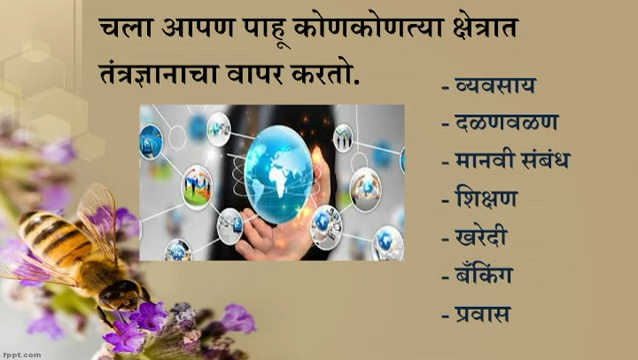 चला आपण पाहू कोणकोणत्या क्षेत्रात
तंत्रज्ञानाचा वापर करतो.
- व्यवसाय
- दळणवळण
- मानवी संबंध
- शिक्षण
- खरेदी
- बँकिंग
- प्रवास
fppt.com